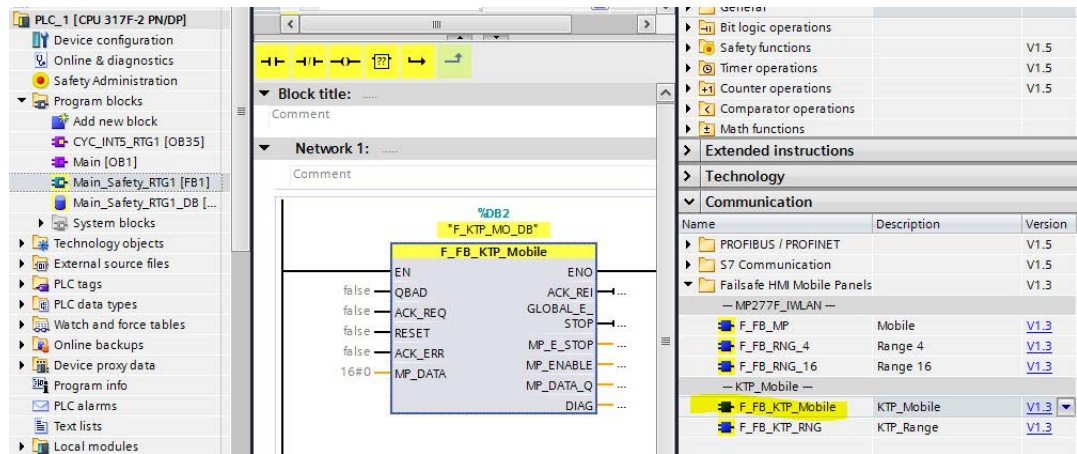 PLC_1 [CPU 317F-2 PN/DP]
Device configuration
Online & diagnostics
Safety Administration
Program blocks
Add new block
CYC_INT5_RTG1 [OB35]
Main [OB1]
Main_Safety_RTG1 [FB1]
Main_Safety_RTG1_DB [...
System blocks
Technology objects
External source files
PLC tags
PLC data types
Watch and force tables
Online backups
Device proxy data
Program info
PLC alarms
Text lists
Local modules
??
Block title: .....
Comment
Network 1: .....
Comment
%DB2
"F_KTP_MO_DB"
F_FB_KTP_Mobile
EN ENO
false QBAD ACK_REI ...
false ACK_REQ GLOBAL_E_
STOP ...
false RESET
false ACK_ERR MP_E_STOP ...
16#0 MP_DATA MP_ENABLE ...
MP_DATA_Q ...
DIAG ...
General
Bit logic operations
Safety functions V1.5
Timer operations V1.5
Counter operations V1.5
Comparator operations
Math functions
Extended instructions
Technology
Communication
Name Description Version
PROFIBUS / PROFINET V1.5
S7 Communication V1.5
Failsafe HMI Mobile Panels V1.3
— MP277F_IWLAN —
F_FB_MP Mobile V1.3
F_FB_RNG_4 Range 4 V1.3
F_FB_RNG_16 Range 16 V1.3
— KTP_Mobile —
F_FB_KTP_Mobile KTP_Mobile V1.3
F_FB_KTP_RNG KTP_Range V1.3